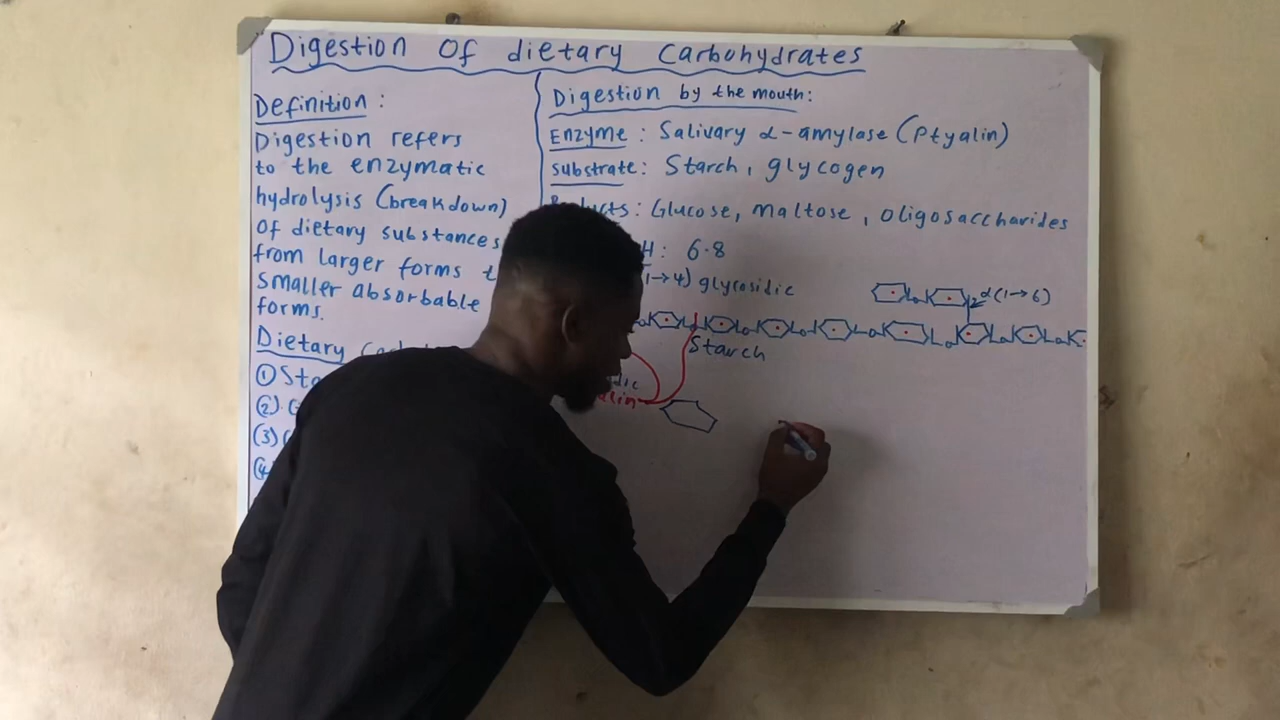 Digestion Of dietary Carbohydrates
Definition:
Digestion refers
to the enzymatic
hydrolysis (breakdown)
Of dietary substances
from larger forms
smaller absorbable
forms.
Dietary
① Sta
(2)
(3)
(4
Digestion by the mouth:
Enzyme: Salivary α-amylase (Ptyalin)
Substrate: Starch, glycogen
Products: Glucose, maltose, oligosaccharides
H: 6.8
(1→4) glycosidic
α(1→6)
Starch
dic
alin